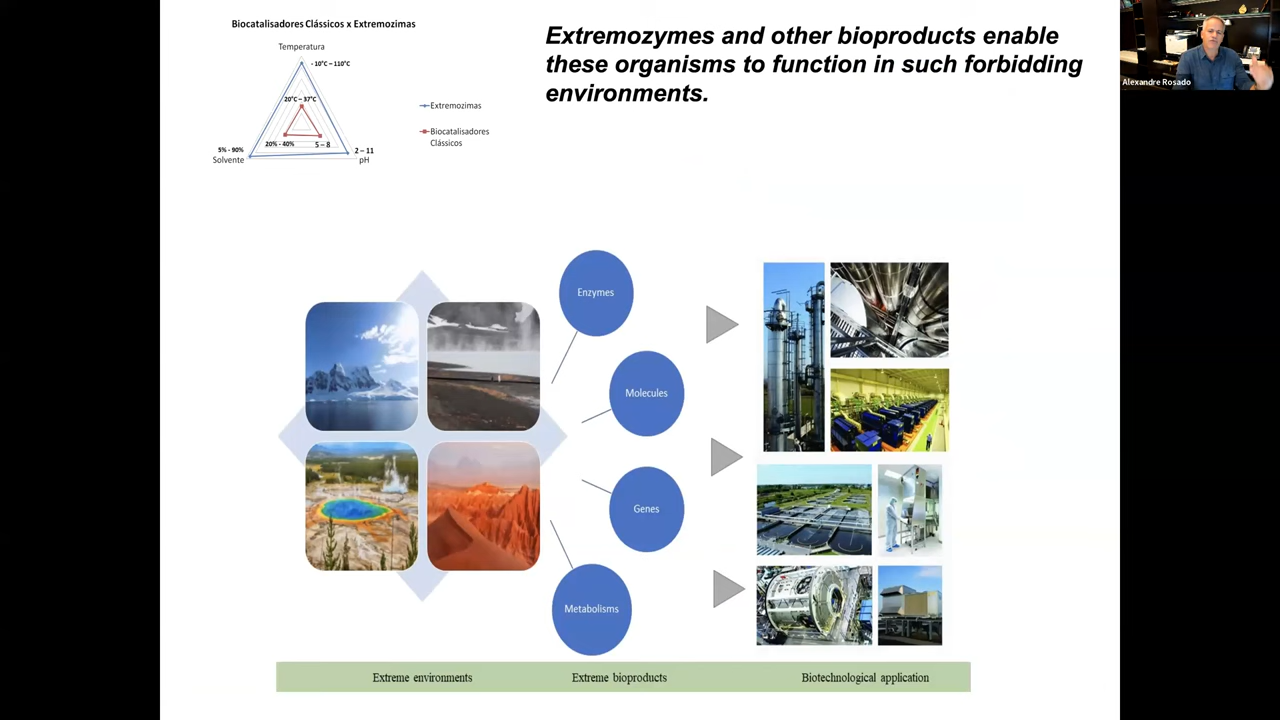 Biocatalisadores Clássicos x Extremozimas
Temperatura
- 10°C – 110°C
20°C – 37°C
Extremozimas
Biocatalisadores
Clássicos
20% - 40%
5 – 8
5% - 90%
Solvente
2 – 11
pH
Extremozymes and other bioproducts enable
these organisms to function in such forbidding
environments.
Alexandre Rosado
Enzymes
Molecules
Genes
Metabolisms
Extreme environments
Extreme bioproducts
Biotechnological application